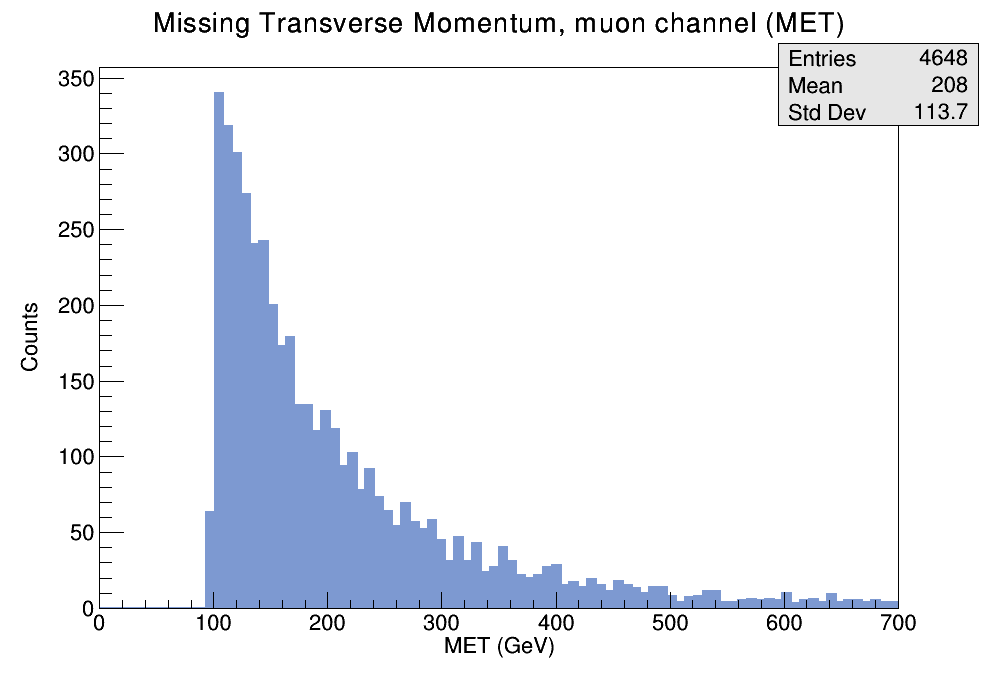 Missing Transverse Momentum, muon channel (MET)
Entries 4648
Mean 208
Std Dev 113.7
350
300
250
200
150
100
50
0
Counts
0 100 200 300 400 500 600 700
MET (GeV)